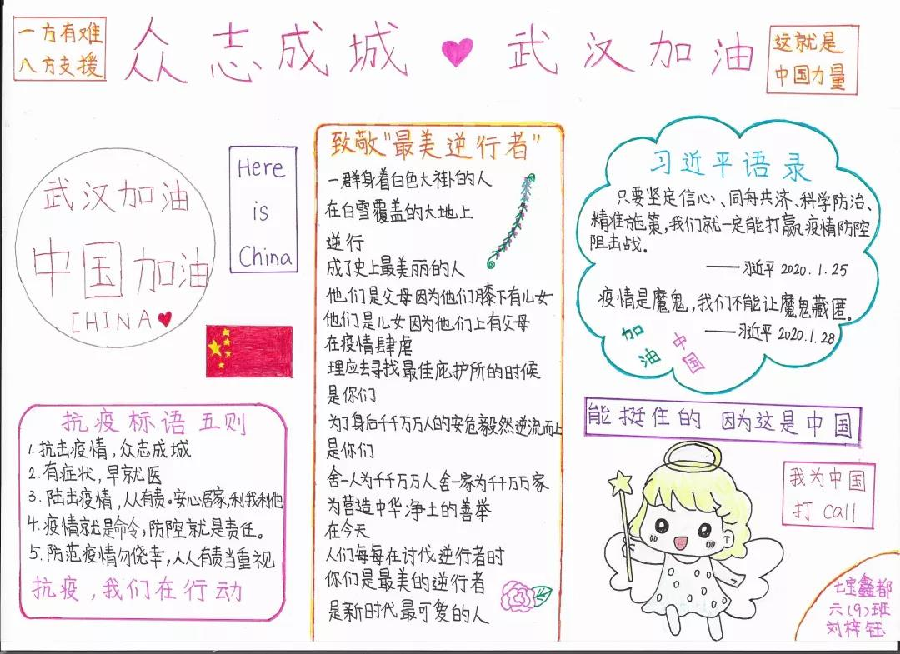 一方有难
八方支援
众志成城 武汉加油
这就是
中国力量
武汉加油
中国加油
CHINA
Here
is
China
抗疫标语五则
1.抗击疫情,众志成城
2.有症状,早就医
3.阻击疫情,人人有责。安心居家,利我利他
4.疫情就是命令,防控就是责任。
5.防范疫情勿侥幸,人人有责当重视
抗疫,我们在行动
致敬"最美逆行者"
一群身着白色大褂的人
在白雪覆盖的大地上
逆行
成了史上最美丽的人
他们是父母因为他们膝下有儿女
他们是儿女因为他们上有父母
在疫情肆虐
理应去寻找最佳庇护所的时候
是你们
为了身后千千万万人的安危毅然逆流而上
是你们
舍一人为千千万万人舍一家为千万万家
为营造中华净土的善举
在今天
人们每每在讨伐逆行者时
你们是最美的逆行者
是新时代最可爱的人
习近平语录
只要坚定信心、同舟共济、科学防治、
精准施策,我们就一定能打赢疫情防控
阻击战。
——习近平 2020.1.25
疫情是魔鬼,我们不能让魔鬼藏匿。
——习近平 2020.1.28
加油
中国
能挺住的 因为这是中国
我为中国
打 call
七宝鑫都
六(9)班
刘梓钰